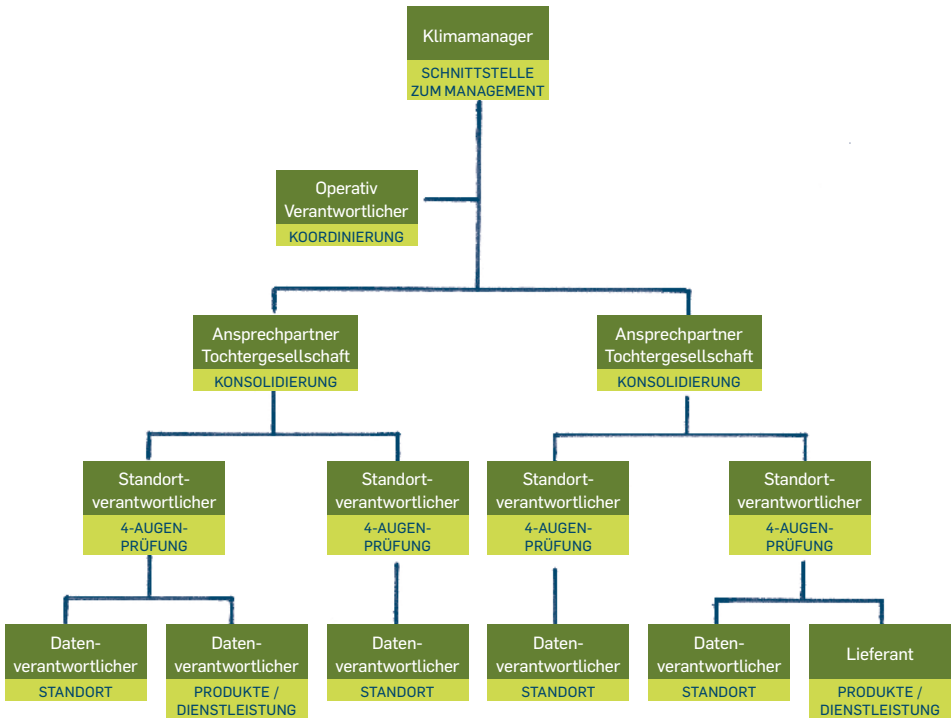 Klimamanager
SCHNITTSTELLE
ZUM MANAGEMENT
Operativ
Verantwortlicher
KOORDINIERUNG
Ansprechpartner
Tochtergesellschaft
KONSOLIDIERUNG
Ansprechpartner
Tochtergesellschaft
KONSOLIDIERUNG
Standort-
verantwortlicher
4-AUGEN-
PRÜFUNG
Standort-
verantwortlicher
4-AUGEN-
PRÜFUNG
Standort-
verantwortlicher
4-AUGEN-
PRÜFUNG
Standort-
verantwortlicher
4-AUGEN-
PRÜFUNG
Daten-
verantwortlicher
STANDORT
Daten-
verantwortlicher
PRODUKTE /
DIENSTLEISTUNG
Daten-
verantwortlicher
STANDORT
Daten-
verantwortlicher
STANDORT
Daten-
verantwortlicher
STANDORT
Lieferant
PRODUKTE /
DIENSTLEISTUNG